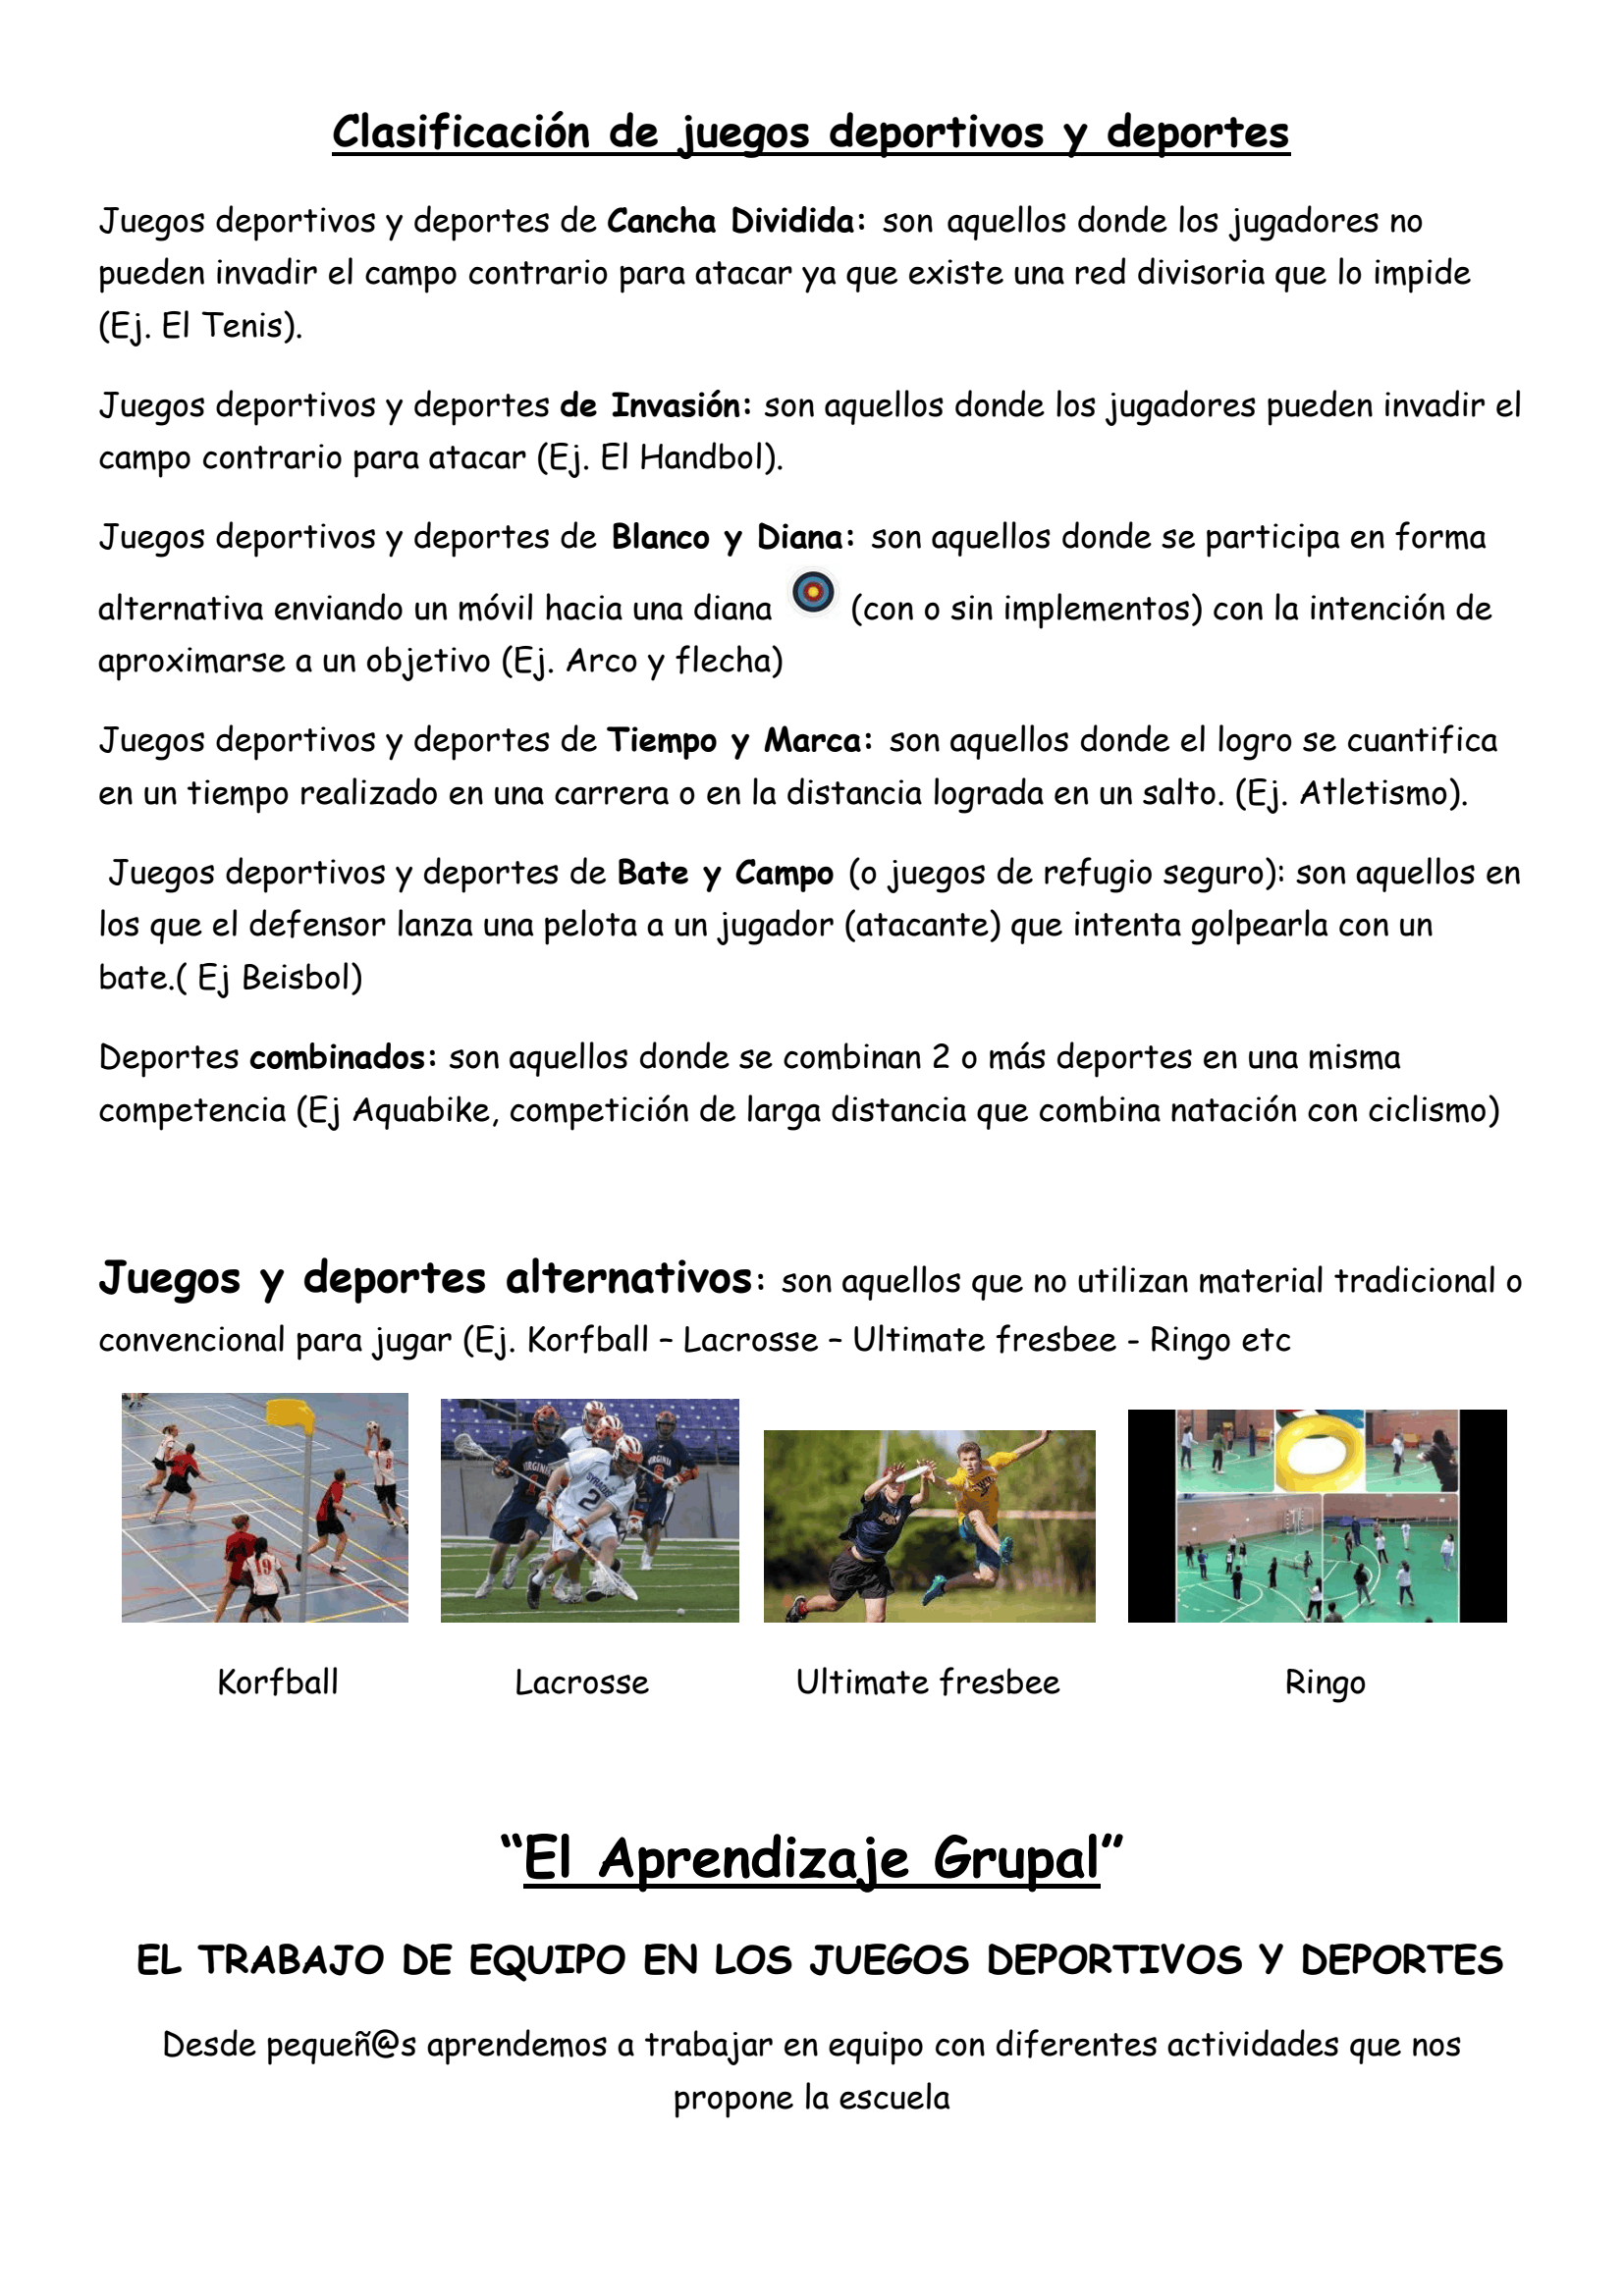 Clasificación de juegos deportivos y deportes
Juegos deportivos y deportes de Cancha Dividida: son aquellos donde los jugadores no
pueden invadir el campo contrario para atacar ya que existe una red divisoria que lo impide
(Ej. El Tenis).
Juegos deportivos y deportes de Invasión: son aquellos donde los jugadores pueden invadir el
campo contrario para atacar (Ej. El Handbol).
Juegos deportivos y deportes de Blanco y Diana: son aquellos donde se participa en forma
alternativa enviando un móvil hacia una diana (con o sin implementos) con la intención de
aproximarse a un objetivo (Ej. Arco y flecha)
Juegos deportivos y deportes de Tiempo y Marca: son aquellos donde el logro se cuantifica
en un tiempo realizado en una carrera o en la distancia lograda en un salto. (Ej. Atletismo).
Juegos deportivos y deportes de Bate y Campo (o juegos de refugio seguro): son aquellos en
los que el defensor lanza una pelota a un jugador (atacante) que intenta golpearla con un
bate.( Ej Beisbol)
Deportes combinados: son aquellos donde se combinan 2 o más deportes en una misma
competencia (Ej Aquabike, competición de larga distancia que combina natación con ciclismo)
Juegos y deportes alternativos: son aquellos que no utilizan material tradicional o
convencional para jugar (Ej. Korfball – Lacrosse – Ultimate fresbee - Ringo etc
8
19
VIRGINIA
VIRGINIA
SYRACUSE
2
Korfball Lacrosse Ultimate fresbee Ringo
“El Aprendizaje Grupal”
EL TRABAJO DE EQUIPO EN LOS JUEGOS DEPORTIVOS Y DEPORTES
Desde pequeñ@s aprendemos a trabajar en equipo con diferentes actividades que nos
propone la escuela